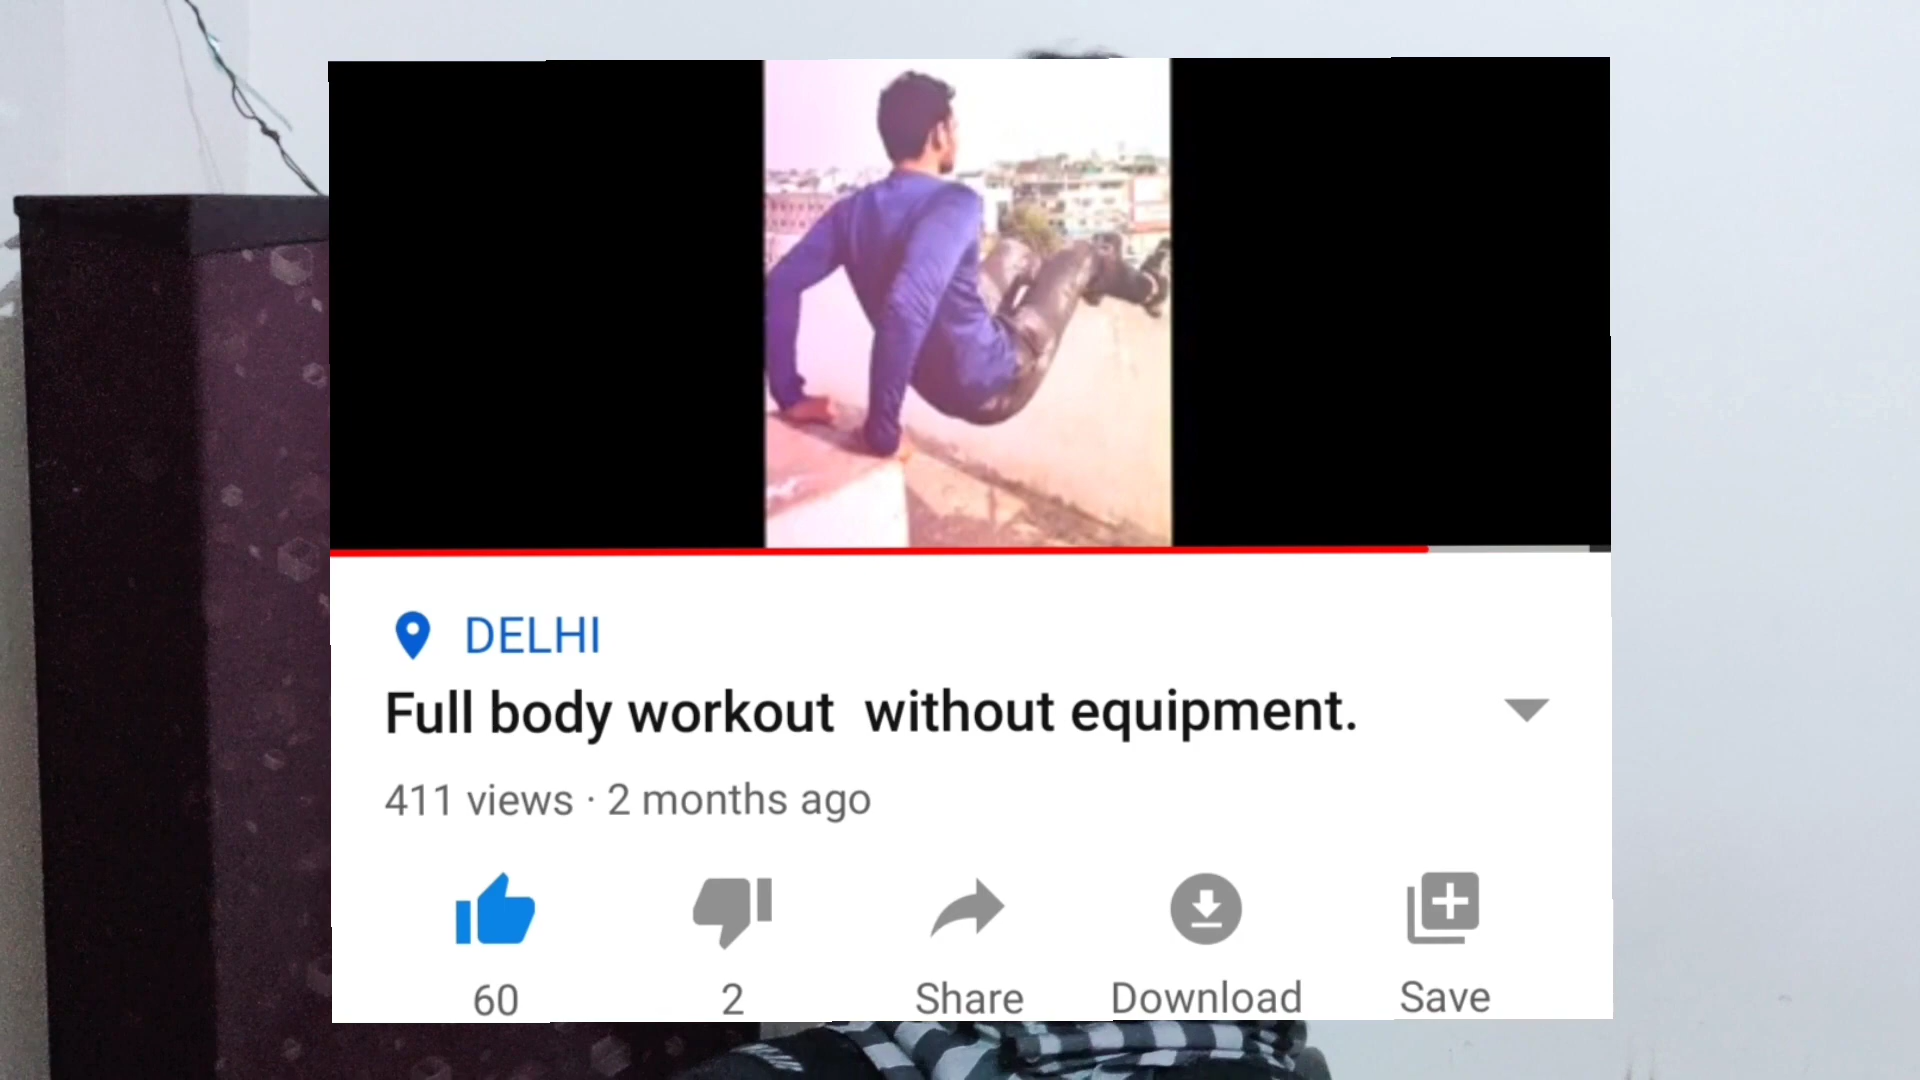 DELHI
Full body workout  without equipment.
411 views · 2 months ago
60 2 Share Download Save